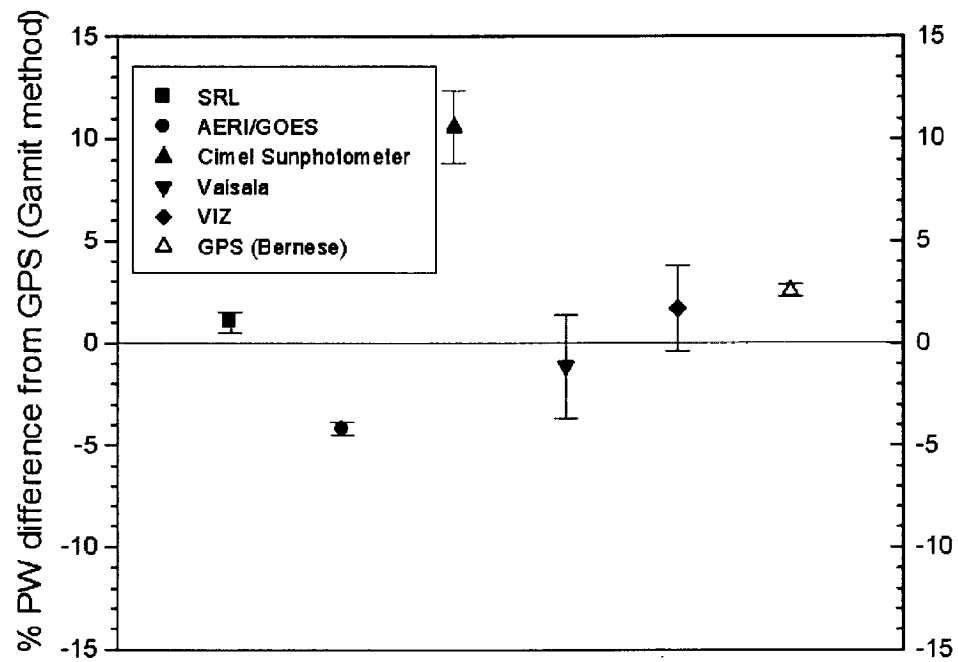 % PW difference from GPS (Gamit method)
15
10
5
0
-5
-10
-15
SRL
AERI/GOES
Cimel Sunphotometer
Vaisala
VIZ
GPS (Bernese)
15
10
5
0
-5
-10
-15